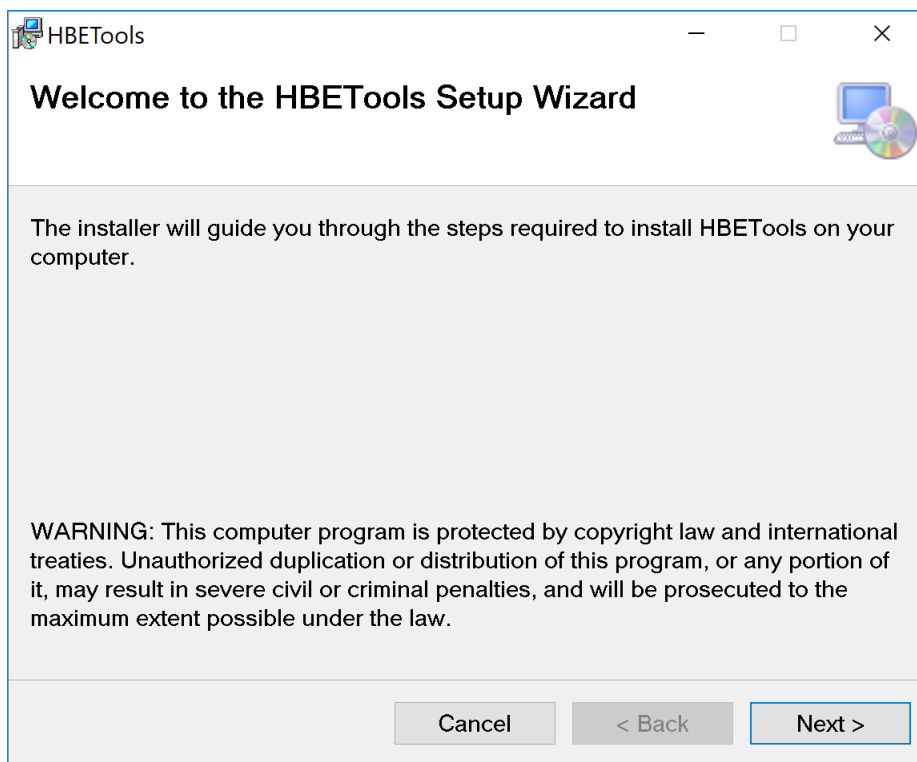 HBETools
Welcome to the HBETools Setup Wizard
The installer will guide you through the steps required to install HBETools on your
computer.
WARNING: This computer program is protected by copyright law and international
treaties. Unauthorized duplication or distribution of this program, or any portion of
it, may result in severe civil or criminal penalties, and will be prosecuted to the
maximum extent possible under the law.
Cancel
< Back
Next >